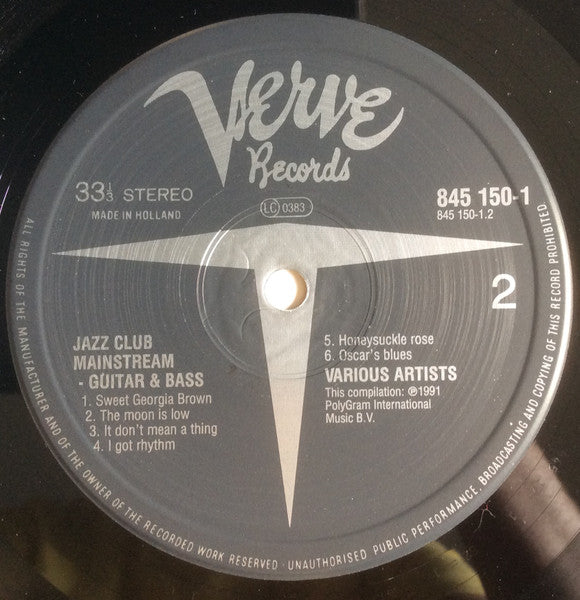 Verve
Records
33 1/3 STEREO
MADE IN HOLLAND
LC 0383
845 150-1
845 150-1.2
2
JAZZ CLUB
MAINSTREAM
- GUITAR & BASS
1. Sweet Georgia Brown
2. The moon is low
3. It don't mean a thing
4. I got rhythm
5. Honeysuckle rose
6. Oscar's blues
VARIOUS ARTISTS
This compilation: ℗1991
PolyGram International
Music B.V.
ALL RIGHTS OF THE MANUFACTURER AND OF THE OWNER OF THE RECORDED WORK RESERVED · UNAUTHORISED PUBLIC PERFORMANCE, BROADCASTING AND COPYING OF THIS RECORD PROHIBITED.